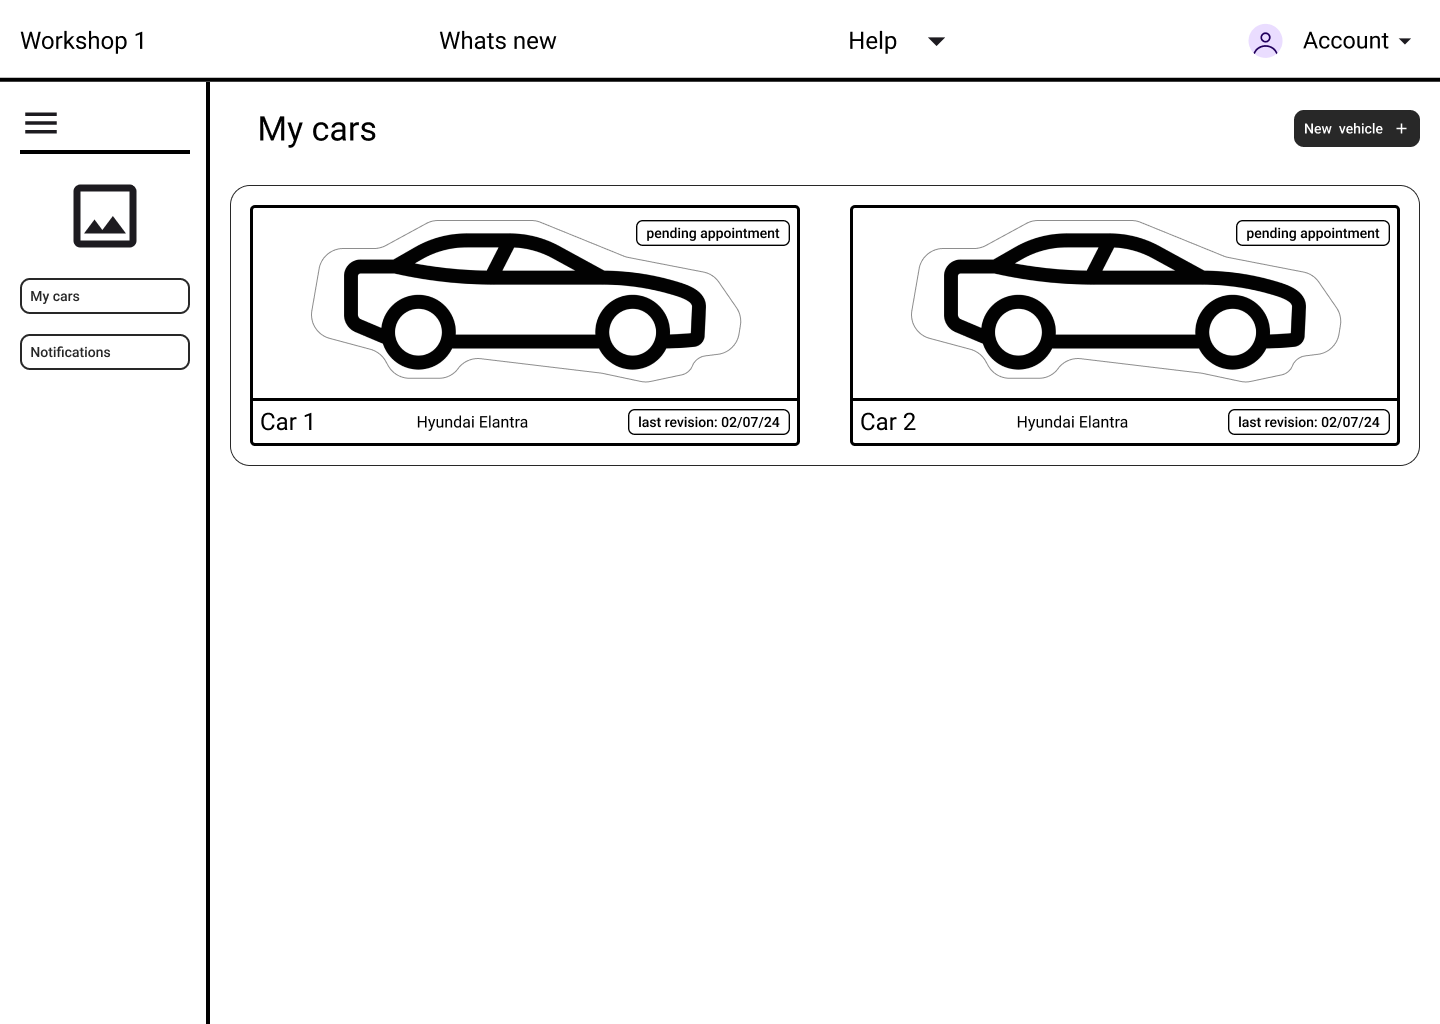 Workshop 1
Whats new
Help
Account
My cars
New vehicle +
My cars
Notifications
pending appointment
Car 1
Hyundai Elantra
last revision: 02/07/24
pending appointment
Car 2
Hyundai Elantra
last revision: 02/07/24